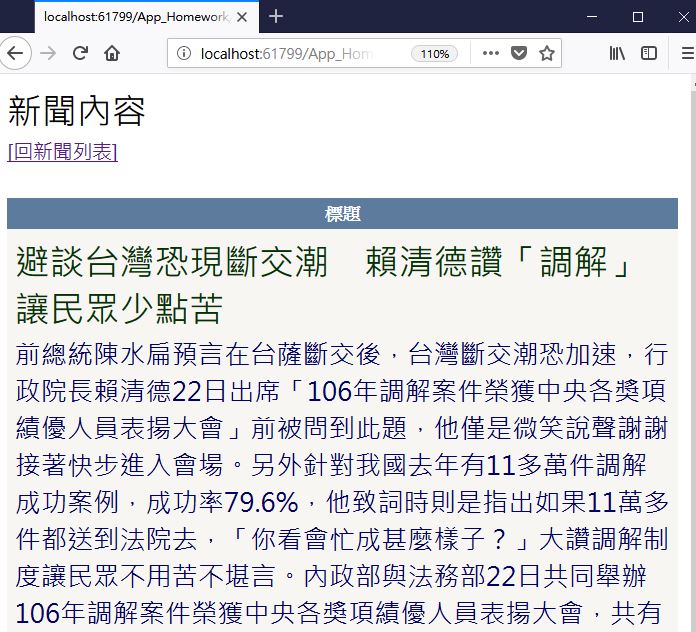 localhost:61799/App_Homework
localhost:61799/App_Hom
110%
新聞內容
[回新聞列表]
標題
避談台灣恐現斷交潮 賴清德讚「調解」
讓民眾少點苦
前總統陳水扁預言在台薩斷交後，台灣斷交潮恐加速，行
政院長賴清德22日出席「106年調解案件榮獲中央各獎項
績優人員表揚大會」前被問到此題，他僅是微笑說聲謝謝
接著快步進入會場。另外針對我國去年有11多萬件調解
成功案例，成功率79.6%，他致詞時則是指出如果11萬多
件都送到法院去，「你看會忙成甚麼樣子？」大讚調解制
度讓民眾不用苦不堪言。內政部與法務部22日共同舉辦
106年調解案件榮獲中央各獎項績優人員表揚大會，共有